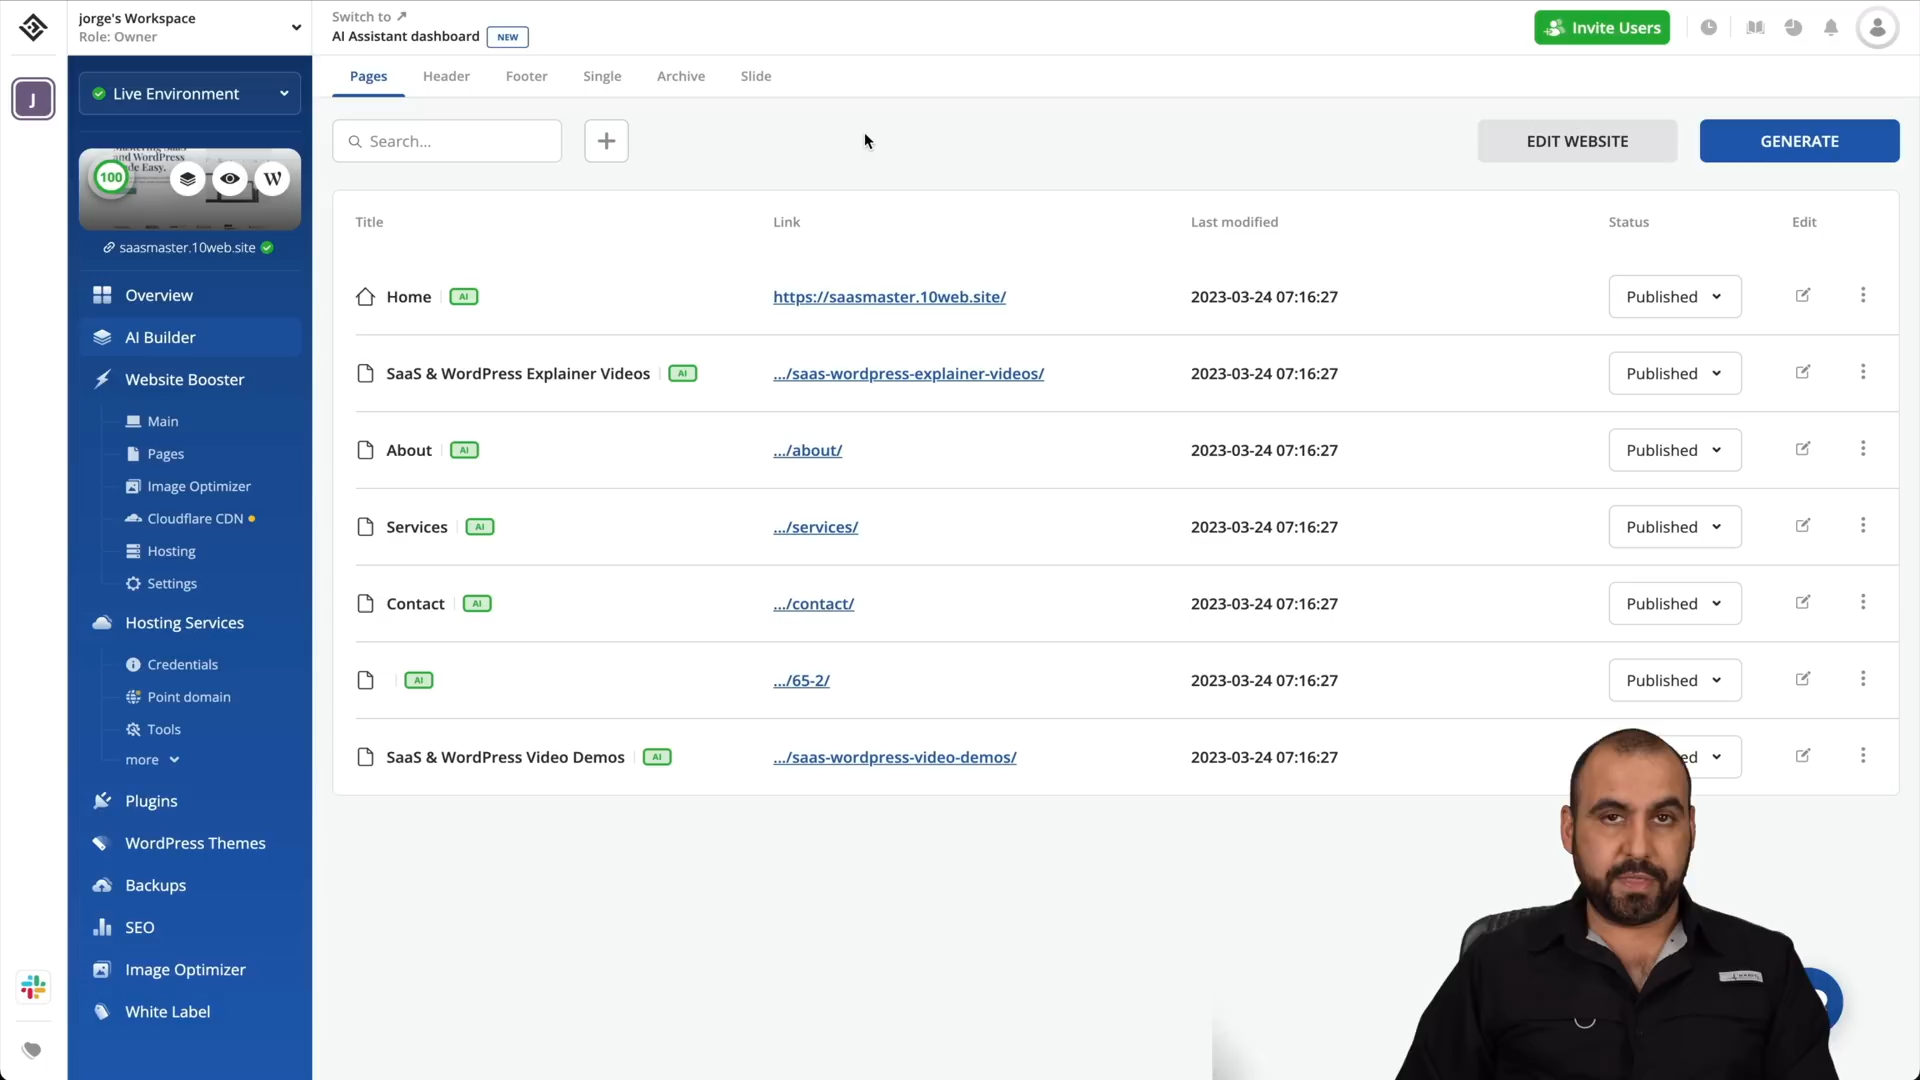 jorge's Workspace
Role: Owner
Switch to
AI Assistant dashboard NEW
Invite Users
J
Live Environment
Pages Header Footer Single Archive Slide
Search...
EDIT WEBSITE
GENERATE
and WordPress
100
W
saasmaster.10web.site
Overview
AI Builder
Website Booster
Main
Pages
Image Optimizer
Cloudflare CDN
Hosting
Settings
Hosting Services
Credentials
Point domain
Tools
more
Plugins
WordPress Themes
Backups
SEO
Image Optimizer
White Label
Title Link Last modified Status Edit
Home AI https://saasmaster.10web.site/ 2023-03-24 07:16:27 Published
SaaS & WordPress Explainer Videos AI .../saas-wordpress-explainer-videos/ 2023-03-24 07:16:27 Published
About AI .../about/ 2023-03-24 07:16:27 Published
Services AI .../services/ 2023-03-24 07:16:27 Published
Contact AI .../contact/ 2023-03-24 07:16:27 Published
AI .../65-2/ 2023-03-24 07:16:27 Published
SaaS & WordPress Video Demos AI .../saas-wordpress-video-demos/ 2023-03-24 07:16:27 ed